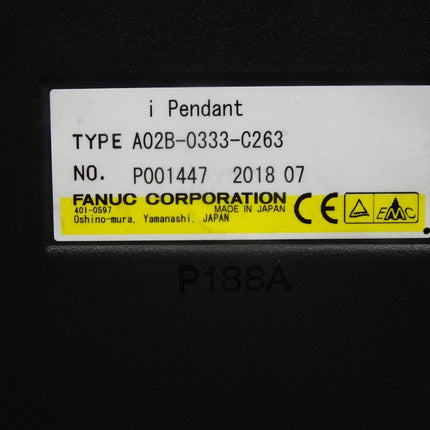 i Pendant
TYPE A02B-0333-C263
NO. P001447 2018 07
FANUC CORPORATION
401-0597 MADE IN JAPAN
Oshino-mura, Yamanashi, JAPAN
CE EMC
P188A